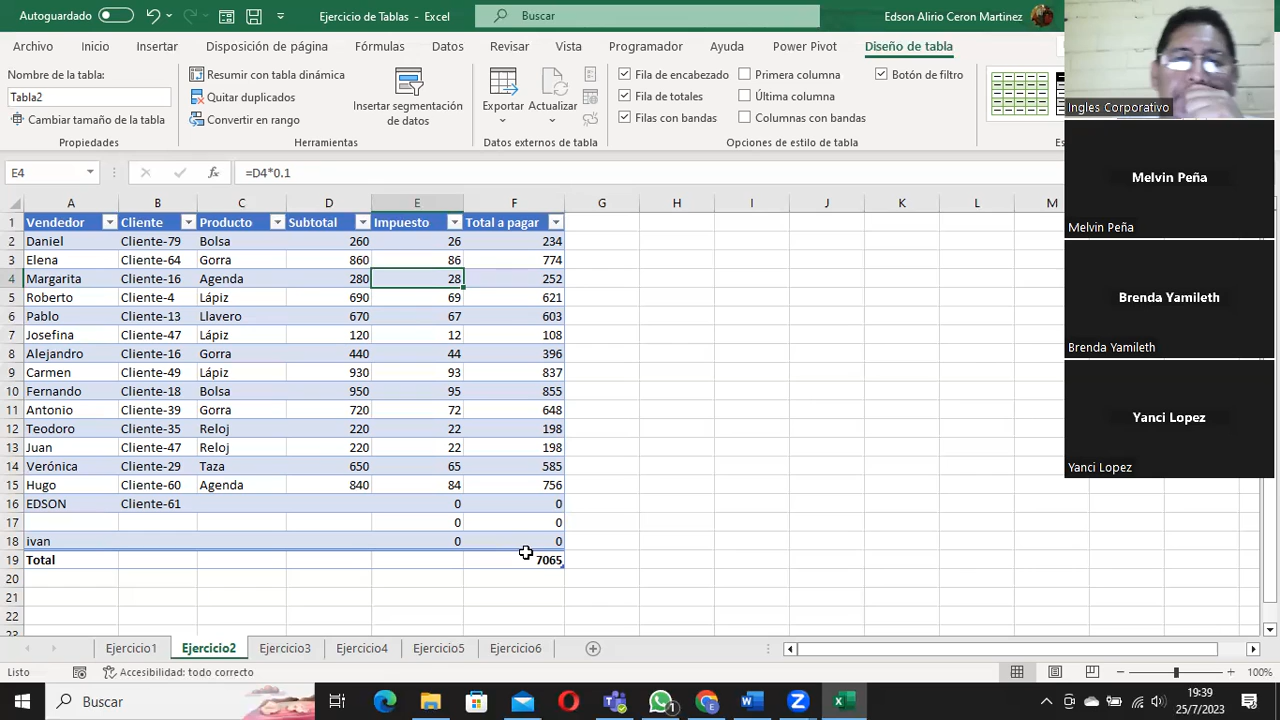 Autoguardado
Ejercicio de Tablas - Excel
Buscar
Edson Alirio Ceron Martinez
Archivo Inicio Insertar Disposición de página Fórmulas Datos Revisar Vista Programador Ayuda Power Pivot Diseño de tabla
Nombre de la tabla:
Tabla2
Cambiar tamaño de la tabla
Propiedades
Resumir con tabla dinámica
Quitar duplicados
Convertir en rango
Insertar segmentación
de datos
Herramientas
Exportar Actualizar
Datos externos de tabla
Fila de encabezado Primera columna Botón de filtro
Fila de totales Última columna
Filas con bandas Columnas con bandas
Opciones de estilo de tabla
Es
E4 fx =D4*0.1
A B C D E F G H I J K L M
1 Vendedor Cliente Producto Subtotal Impuesto Total a pagar
2 Daniel Cliente-79 Bolsa 260 26 234
3 Elena Cliente-64 Gorra 860 86 774
4 Margarita Cliente-16 Agenda 280 28 252
5 Roberto Cliente-4 Lápiz 690 69 621
6 Pablo Cliente-13 Llavero 670 67 603
7 Josefina Cliente-47 Lápiz 120 12 108
8 Alejandro Cliente-16 Gorra 440 44 396
9 Carmen Cliente-49 Lápiz 930 93 837
10 Fernando Cliente-18 Bolsa 950 95 855
11 Antonio Cliente-39 Gorra 720 72 648
12 Teodoro Cliente-35 Reloj 220 22 198
13 Juan Cliente-47 Reloj 220 22 198
14 Verónica Cliente-29 Taza 650 65 585
15 Hugo Cliente-60 Agenda 840 84 756
16 EDSON Cliente-61 0 0
17 0 0
18 ivan 0 0
19 Total 7065
20
21
22
23
Ingles Corporativo
Melvin Peña
Melvin Peña
Brenda Yamileth
Brenda Yamileth
Yanci Lopez
Yanci Lopez
Ejercicio1 Ejercicio2 Ejercicio3 Ejercicio4 Ejercicio5 Ejercicio6
Listo Accesibilidad: todo correcto 100%
Buscar
19:39
25/7/2023